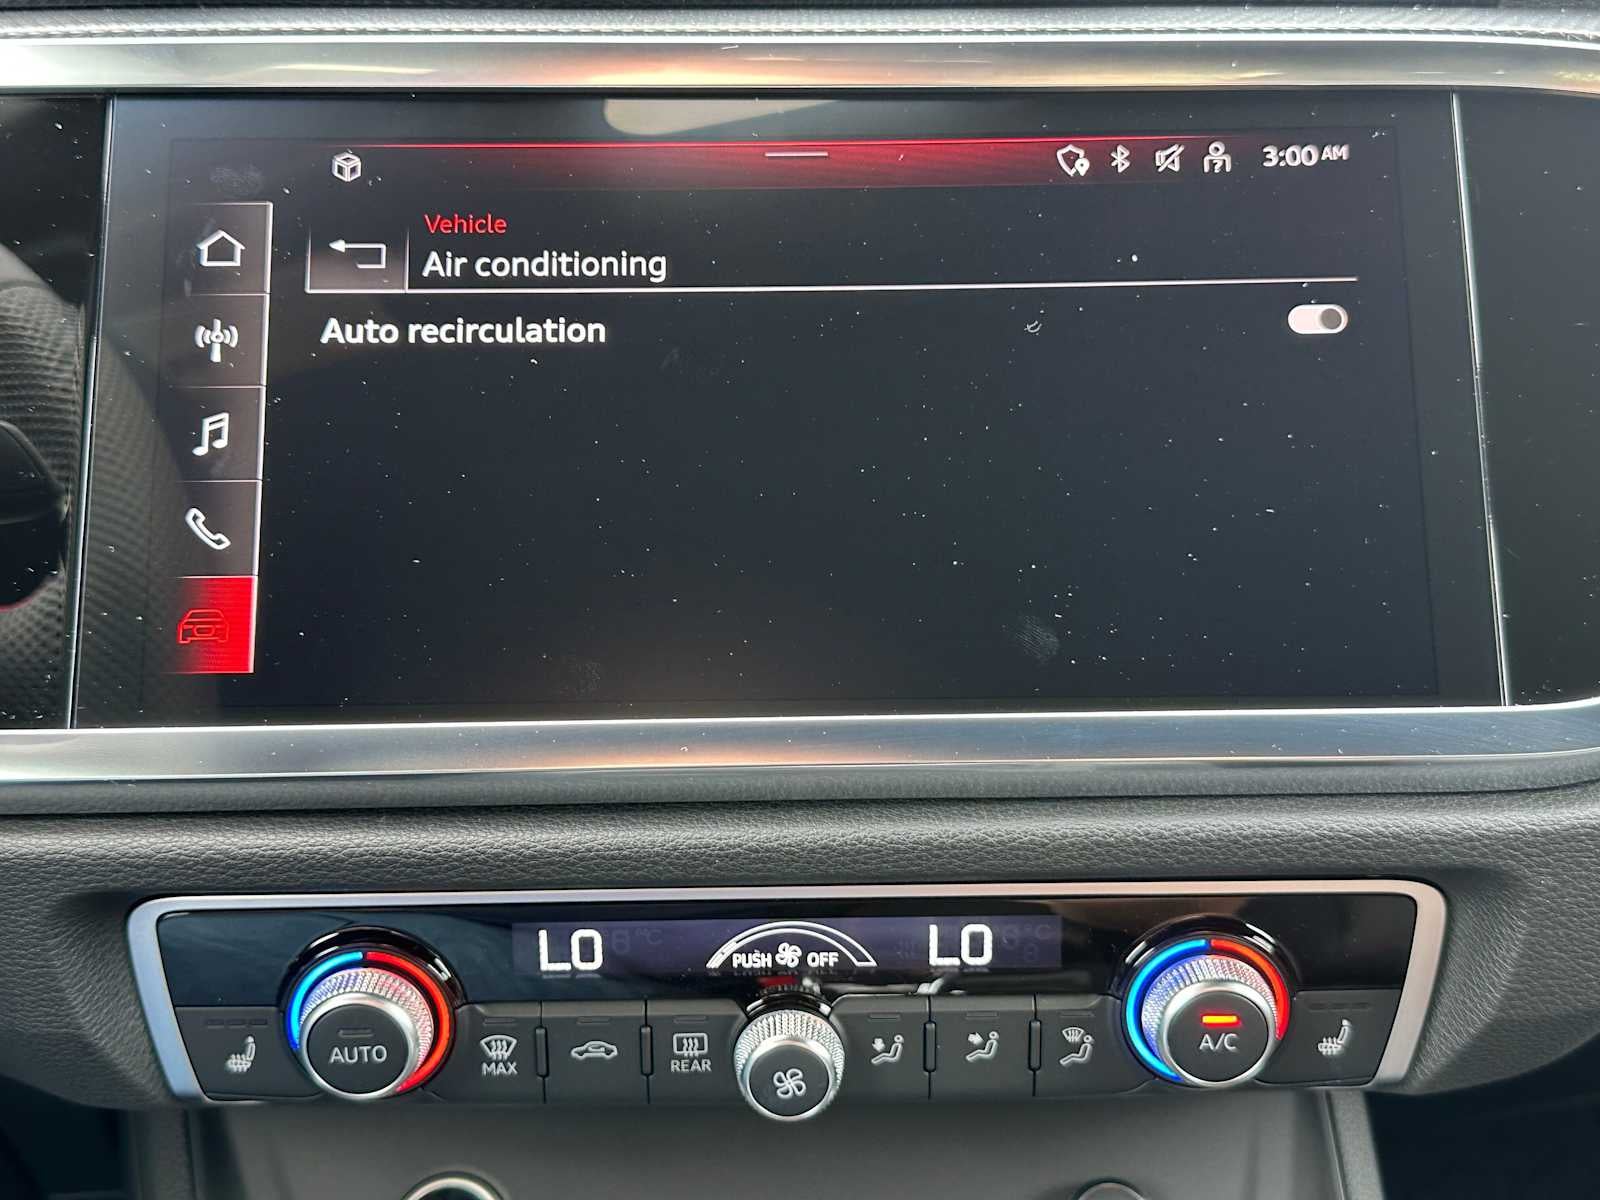 3:00 AM
Vehicle
Air conditioning
Auto recirculation
LO PUSH OFF LO
AUTO
MAX
REAR
A/C